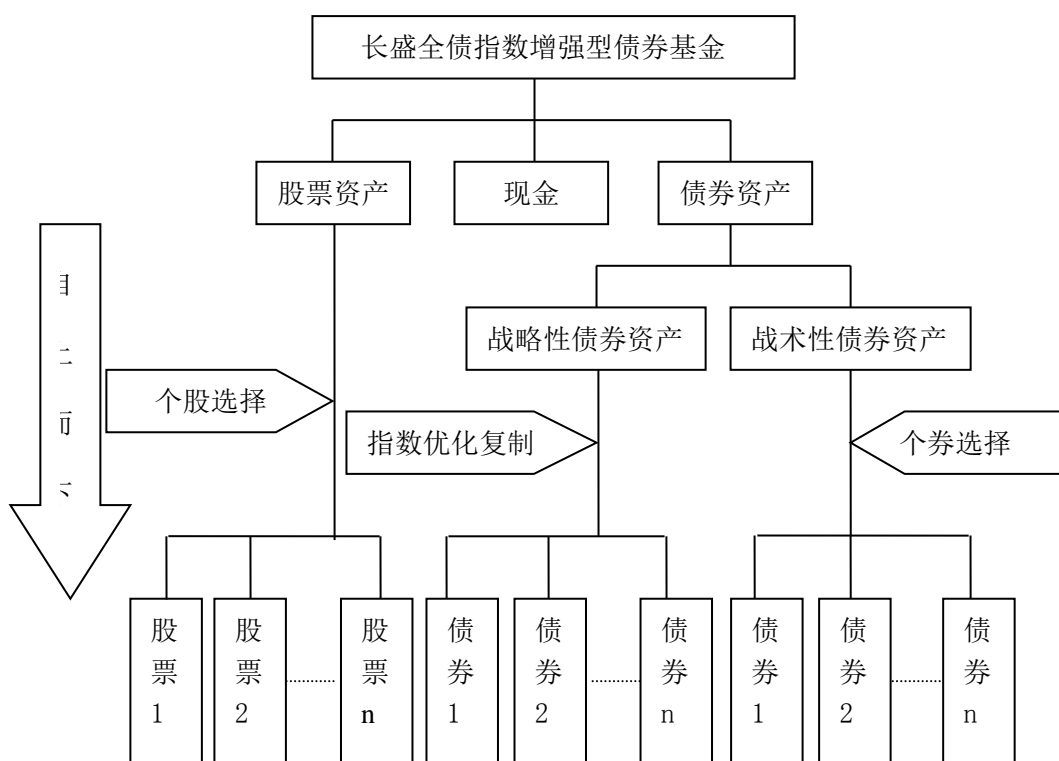 长盛全债指数增强型债券基金
股票资产
现金
债券资产
战略性债券资产
战术性债券资产
个股选择
指数优化复制
个券选择
股票1
股票2
股票n
债券1
债券2
债券n
债券1
债券2
债券n